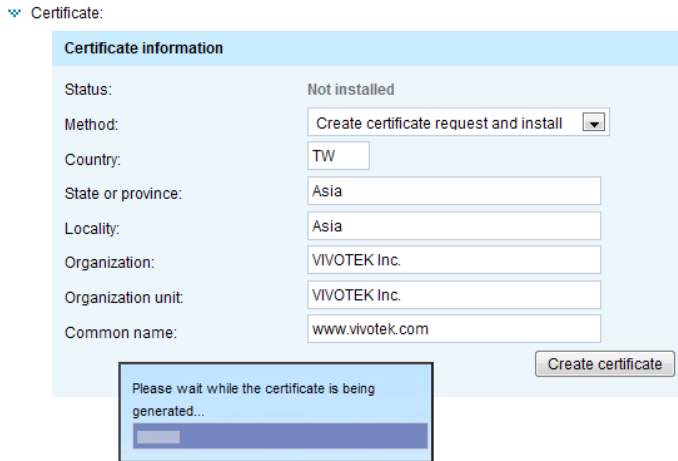 Certificate:
Certificate information
Status: Not installed
Method: Create certificate request and install
Country: TW
State or province: Asia
Locality: Asia
Organization: VIVOTEK Inc.
Organization unit: VIVOTEK Inc.
Common name: www.vivotek.com
Create certificate
Please wait while the certificate is being
generated...